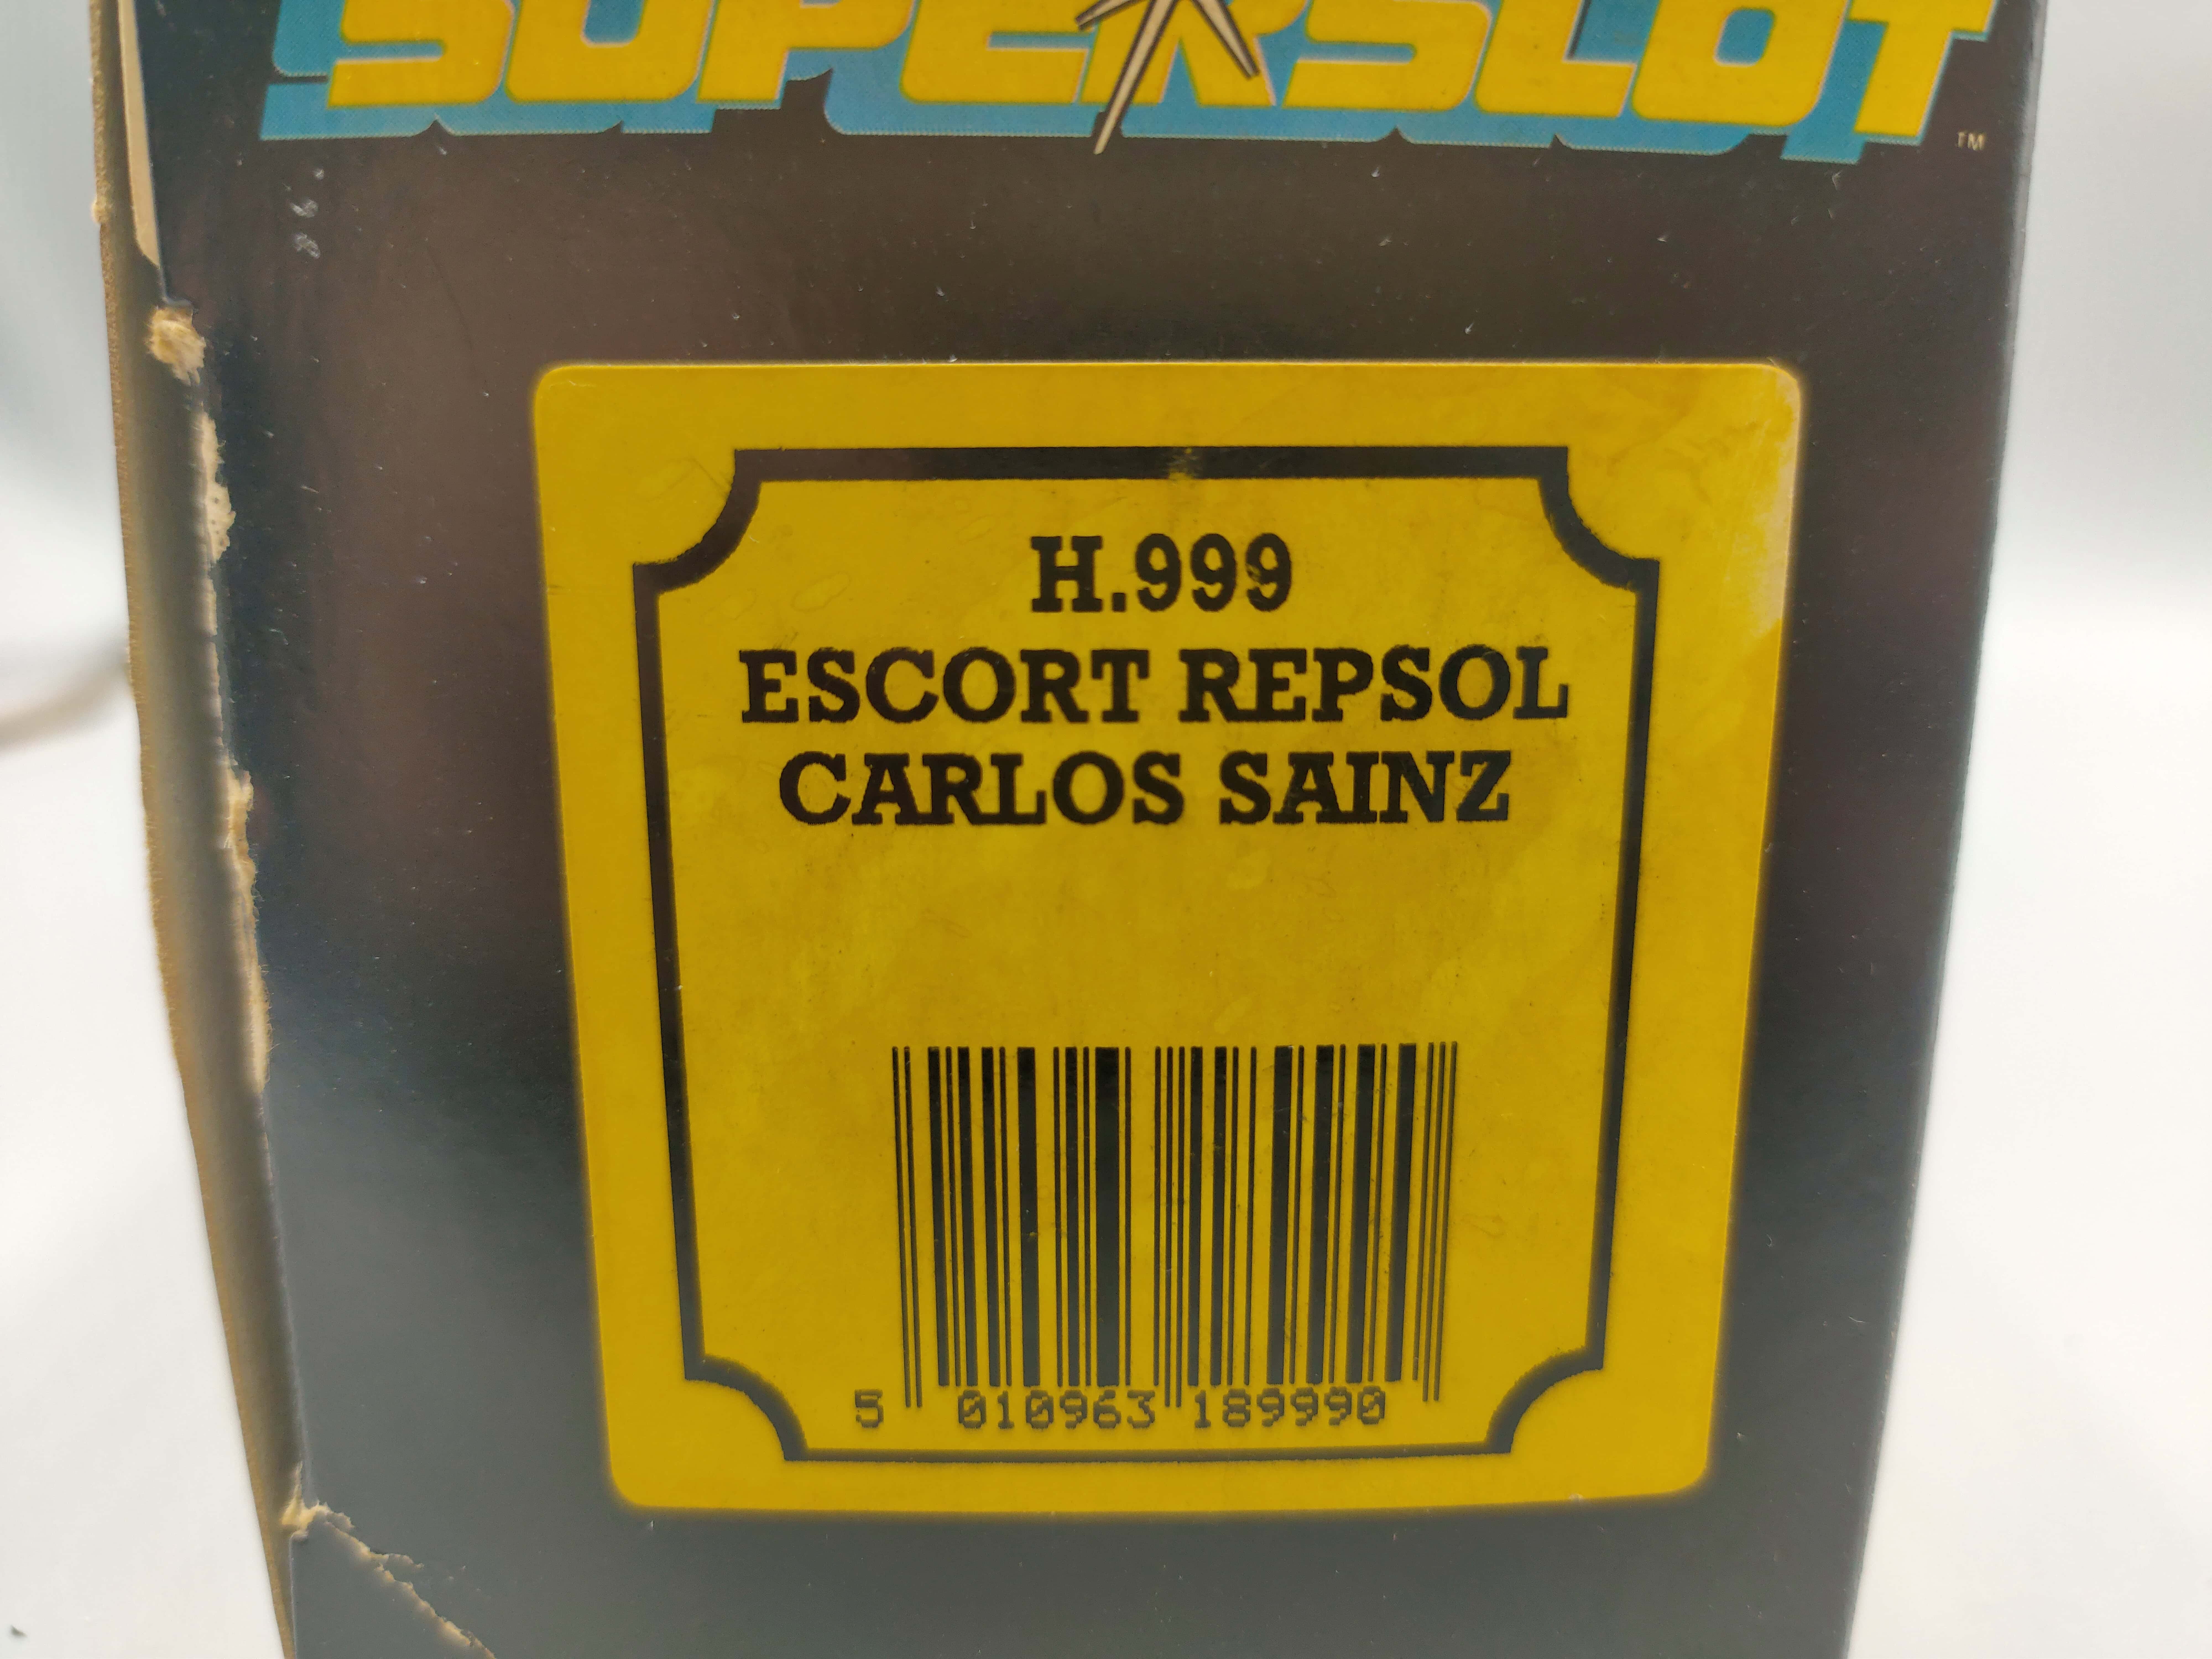 SUPERSLOT ™
H.999
ESCORT REPSOL
CARLOS SAINZ
5 010963 189990